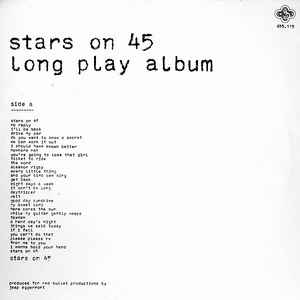 stars on 45
long play album
side a
stars on 45
no reply
I'll be back
drive my car
do you want to know a secret
we can work it out
I should have known better
nowhere man
you're going to lose that girl
ticket to ride
the word
eleanor rigby
every little thing
and your bird can sing
get back
eight days a week
it won't be long
day tripper
wait
good day sunshine
my sweet lord
here comes the sun
while my guitar gently weeps
taxman
a hard day's night
things we said today
if I fell
you can't do that
please please me
from me to you
I wanna hold your hand
stars on 45
stars on 45
produced for red bullet productions by
jaap eggermont